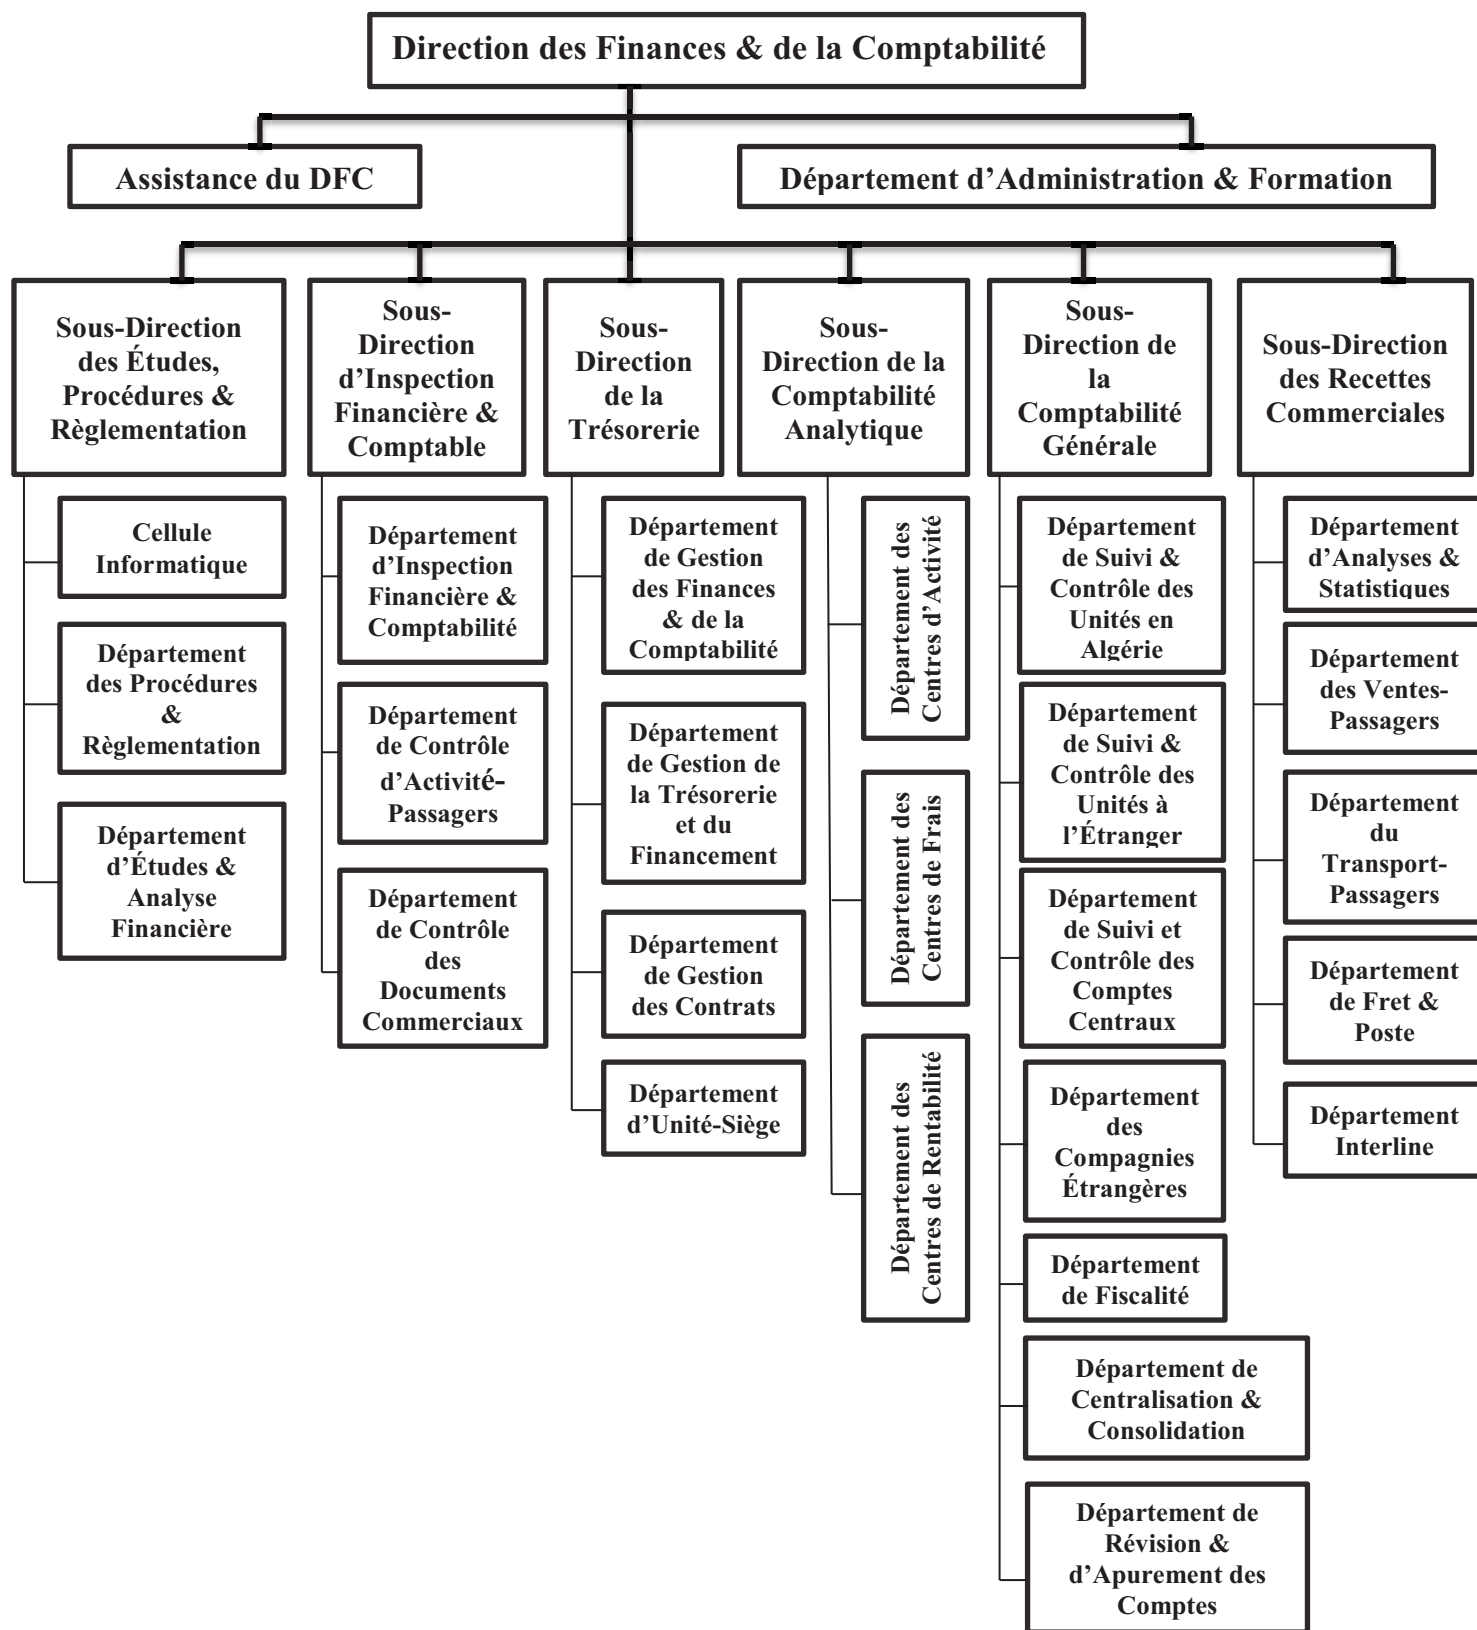 Direction des Finances & de la Comptabilité
Assistance du DFC
Département d’Administration & Formation
Sous-Direction
des Études,
Procédures &
Règlementation
Sous-
Direction
d’Inspection
Financière &
Comptable
Sous-
Direction
de la
Trésorerie
Sous-
Direction de la
Comptabilité
Analytique
Sous-
Direction de
la
Comptabilité
Générale
Sous-Direction
des Recettes
Commerciales
Cellule
Informatique
Département
des Procédures
&
Règlementation
Département
d’Études &
Analyse
Financière
Département
d’Inspection
Financière &
Comptabilité
Département
de Contrôle
d’Activité-
Passagers
Département
de Contrôle
des
Documents
Commerciaux
Département
de Gestion
des Finances
& de la
Comptabilité
Département
de Gestion de
la Trésorerie
et du
Financement
Département
de Gestion
des Contrats
Département
d’Unité-Siège
Département des
Centres d’Activité
Département des
Centres de Frais
Département des
Centres de Rentabilité
Département
de Suivi &
Contrôle des
Unités en
Algérie
Département
de Suivi &
Contrôle des
Unités à
l’Étranger
Département
de Suivi et
Contrôle des
Comptes
Centraux
Département
des
Compagnies
Étrangères
Département
de Fiscalité
Département de
Centralisation &
Consolidation
Département de
Révision &
d’Apurement des
Comptes
Département
d’Analyses &
Statistiques
Département
des Ventes-
Passagers
Département
du
Transport-
Passagers
Département
de Fret &
Poste
Département
Interline